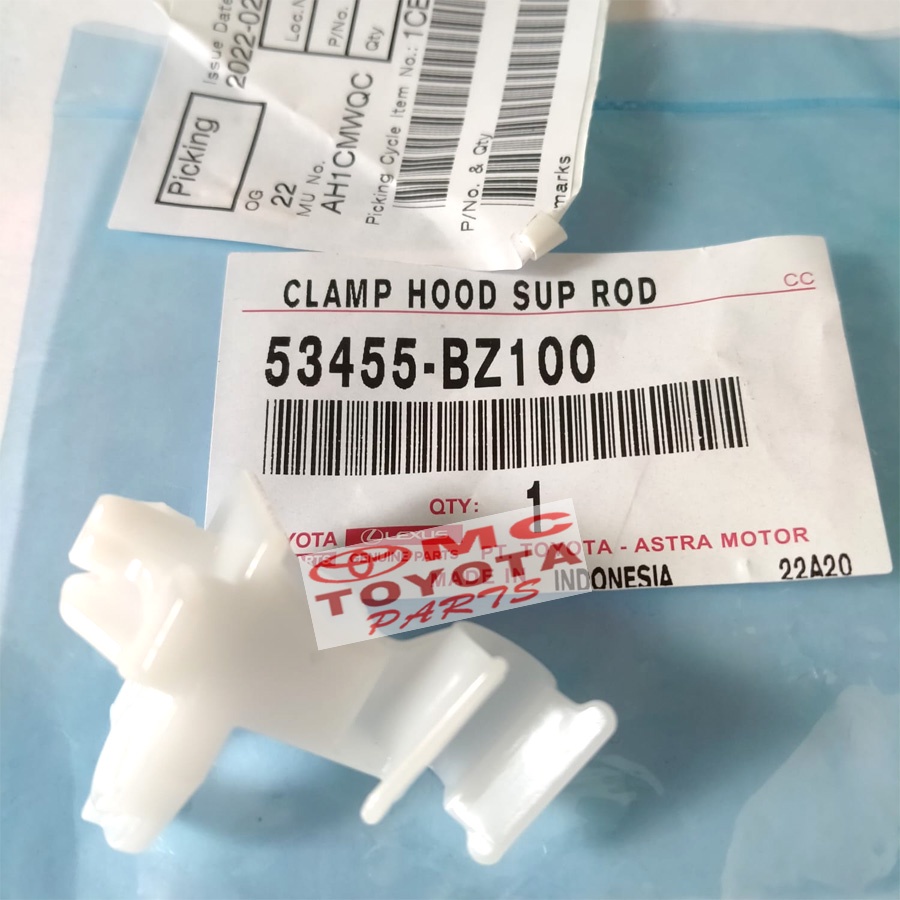 Picking
Issue Date
2022-02
Loc.N
P/No.
Qty
OG
22
MU No.
AH1CMWQC
Picking Cycle Item No.: 1CE
P/No. & Qty
marks
CLAMP HOOD SUP ROD
CC
53455-BZ100
QTY: 1
YOTA LEXUS
PARTS GENUINE PARTS PT. TOYOTA - ASTRA MOTOR
MADE IN INDONESIA 22A20
MC
TOYOTA
PARTS